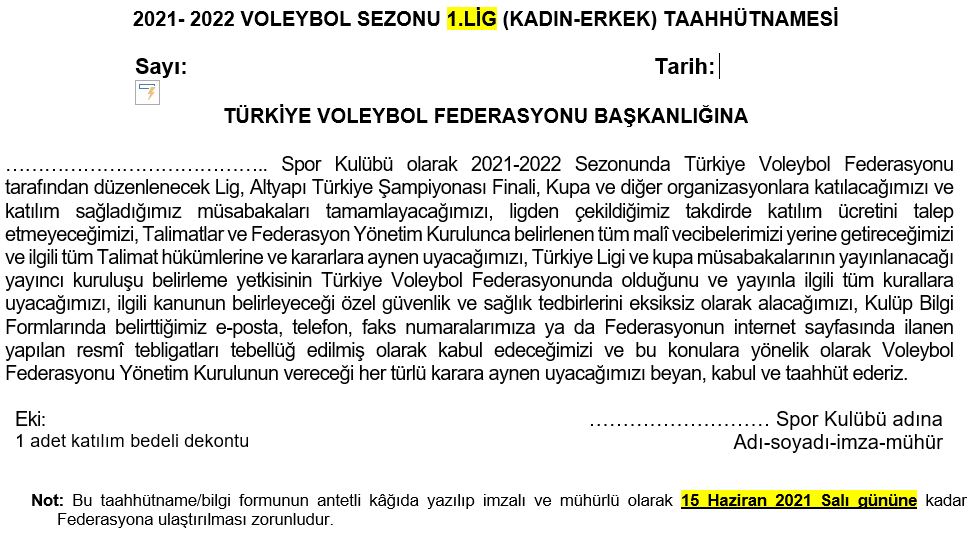 2021- 2022 VOLEYBOL SEZONU 1.LİG (KADIN-ERKEK) TAAHHÜTNAMESİ
Sayı: Tarih:
TÜRKİYE VOLEYBOL FEDERASYONU BAŞKANLIĞINA
………………………………….. Spor Kulübü olarak 2021-2022 Sezonunda Türkiye Voleybol Federasyonu
tarafından düzenlenecek Lig, Altyapı Türkiye Şampiyonası Finali, Kupa ve diğer organizasyonlara katılacağımızı ve
katılım sağladığımız müsabakaları tamamlayacağımızı, ligden çekildiğimiz takdirde katılım ücretini talep
etmeyeceğimizi, Talimatlar ve Federasyon Yönetim Kurulunca belirlenen tüm malî vecibelerimizi yerine getireceğimizi
ve ilgili tüm Talimat hükümlerine ve kararlara aynen uyacağımızı, Türkiye Ligi ve kupa müsabakalarının yayınlanacağı
yayıncı kuruluşu belirleme yetkisinin Türkiye Voleybol Federasyonunda olduğunu ve yayınla ilgili tüm kurallara
uyacağımızı, ilgili kanunun belirleyeceği özel güvenlik ve sağlık tedbirlerini eksiksiz olarak alacağımızı, Kulüp Bilgi
Formlarında belirttiğimiz e-posta, telefon, faks numaralarımıza ya da Federasyonun internet sayfasında ilanen
yapılan resmî tebligatları tebellüğ edilmiş olarak kabul edeceğimizi ve bu konulara yönelik olarak Voleybol
Federasyonu Yönetim Kurulunun vereceği her türlü karara aynen uyacağımızı beyan, kabul ve taahhüt ederiz.
Eki: ……………………… Spor Kulübü adına
1 adet katılım bedeli dekontu Adı-soyadı-imza-mühür
Not: Bu taahhütname/bilgi formunun antetli kâğıda yazılıp imzalı ve mühürlü olarak 15 Haziran 2021 Salı gününe kadar
Federasyona ulaştırılması zorunludur.